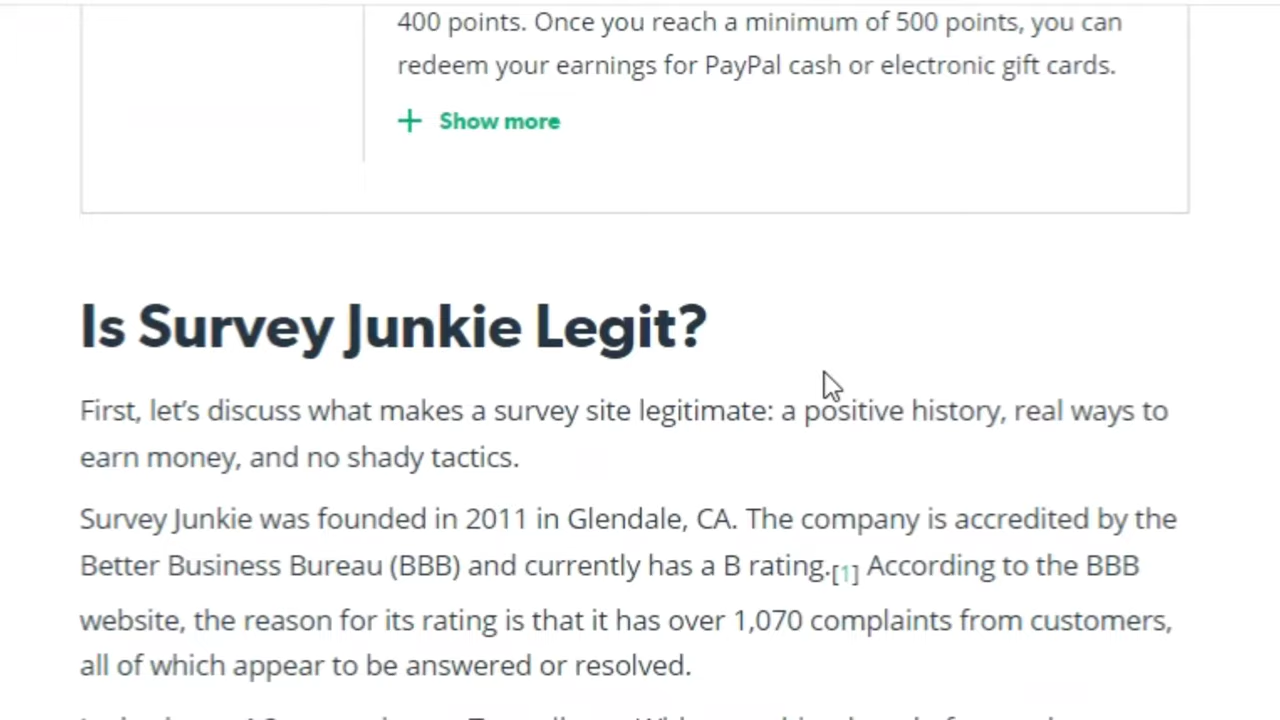 400 points. Once you reach a minimum of 500 points, you can
redeem your earnings for PayPal cash or electronic gift cards.
+ Show more
Is Survey Junkie Legit?
First, let’s discuss what makes a survey site legitimate: a positive history, real ways to
earn money, and no shady tactics.
Survey Junkie was founded in 2011 in Glendale, CA. The company is accredited by the
Better Business Bureau (BBB) and currently has a B rating.[1] According to the BBB
website, the reason for its rating is that it has over 1,070 complaints from customers,
all of which appear to be answered or resolved.